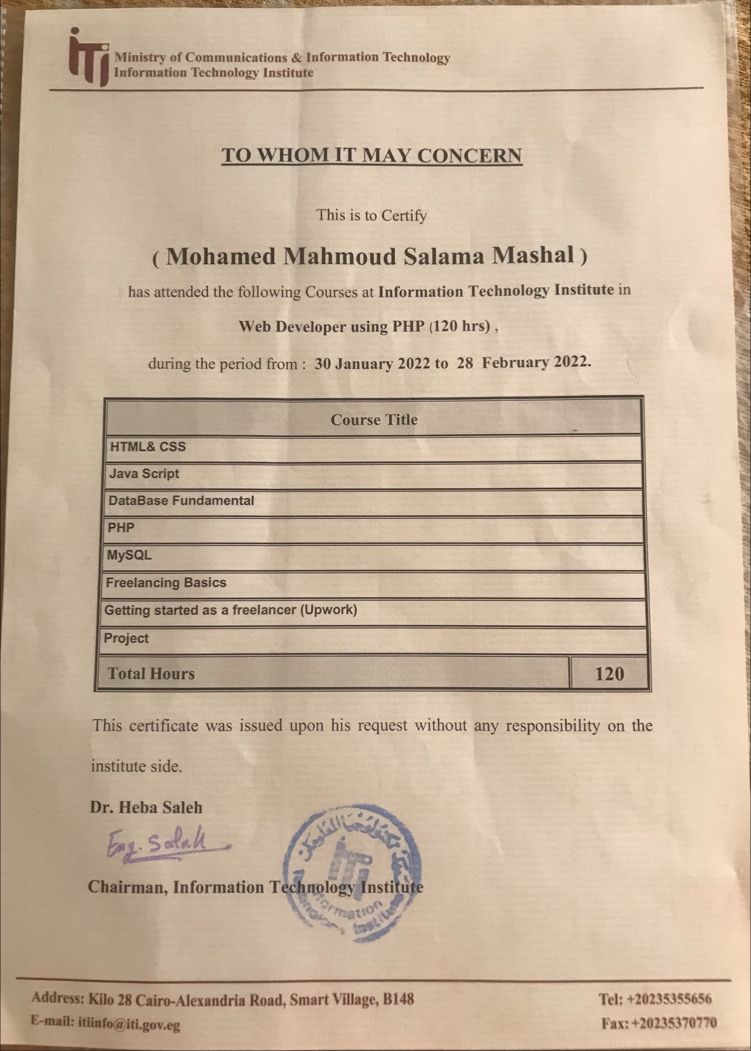 iTi
Ministry of Communications & Information Technology
Information Technology Institute
TO WHOM IT MAY CONCERN
This is to Certify
( Mohamed Mahmoud Salama Mashal )
has attended the following Courses at Information Technology Institute in
Web Developer using PHP (120 hrs) ,
during the period from : 30 January 2022 to 28 February 2022.
Course Title
HTML& CSS
Java Script
DataBase Fundamental
PHP
MySQL
Freelancing Basics
Getting started as a freelancer (Upwork)
Project
Total Hours 120
This certificate was issued upon his request without any responsibility on the
institute side.
Dr. Heba Saleh
Eng. Salah
Chairman, Information Technology Institute
تكنولوجيا المعلومات
iTi
Information
Technology Institute
Address: Kilo 28 Cairo-Alexandria Road, Smart Village, B148 Tel: +20235355656
E-mail: itiinfo@iti.gov.eg Fax: +20235370770